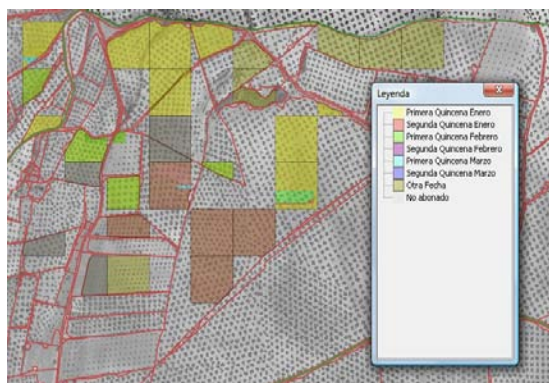 Leyenda
Primera Quincena Enero
Segunda Quincena Enero
Primera Quincena Febrero
Segunda Quincena Febrero
Primera Quincena Marzo
Segunda Quincena Marzo
Otra Fecha
No abonado